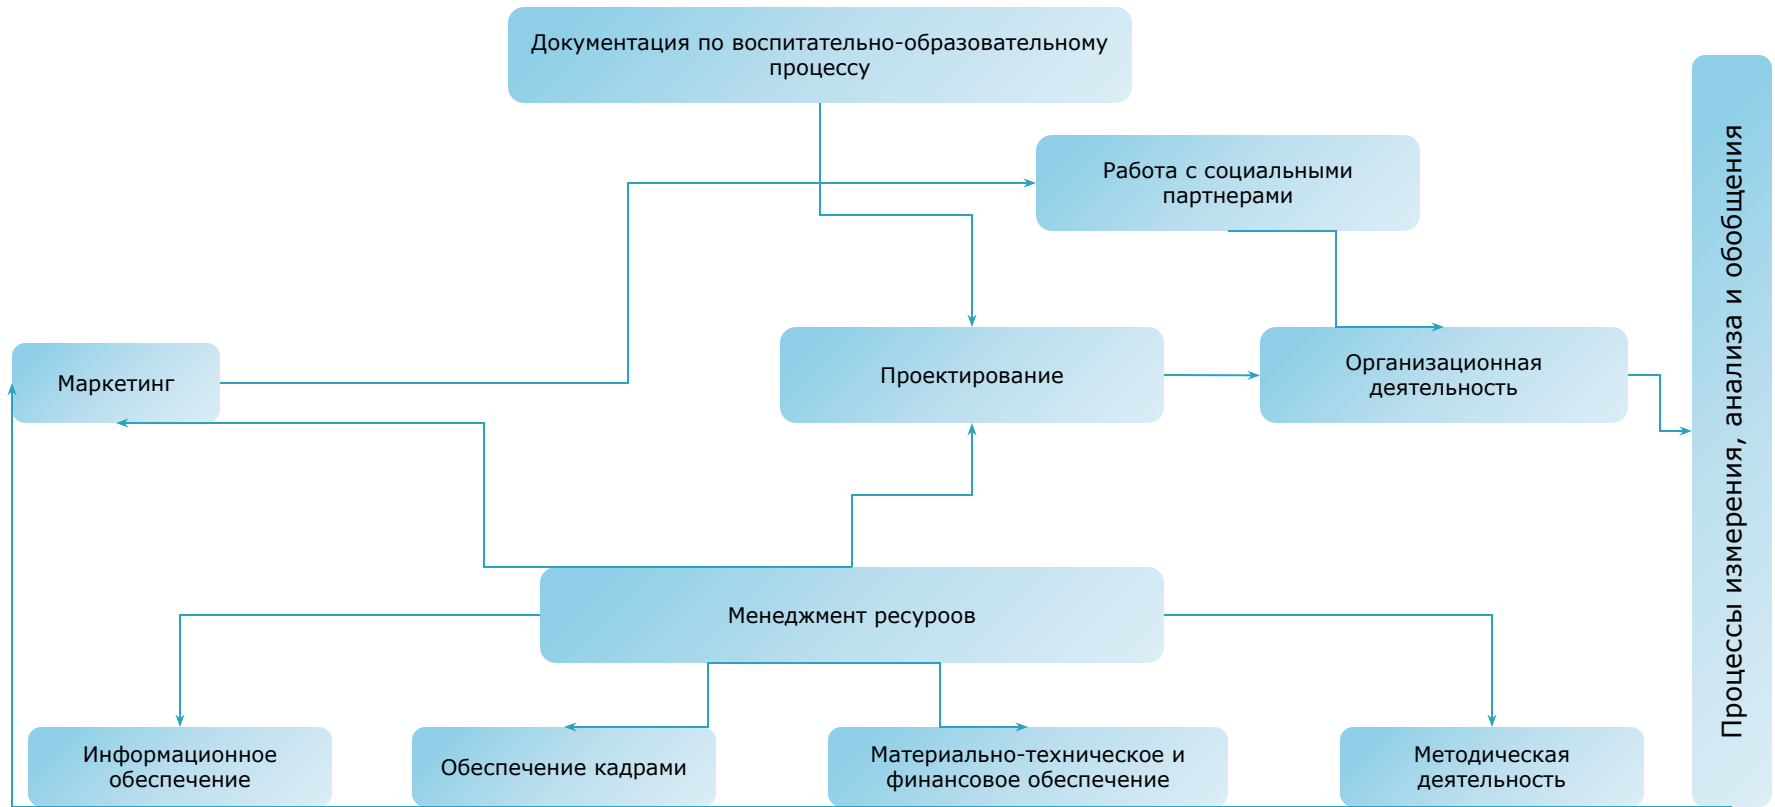 Документация по воспитательно-образовательному
процессу
Работа с социальными
партнерами
Процессы измерения, анализа и обобщения
Маркетинг
Проектирование
Организационная
деятельность
Менеджмент ресуроов
Информационное
обеспечение
Обеспечение кадрами
Материально-техническое и
финансовое обеспечение
Методическая
деятельность